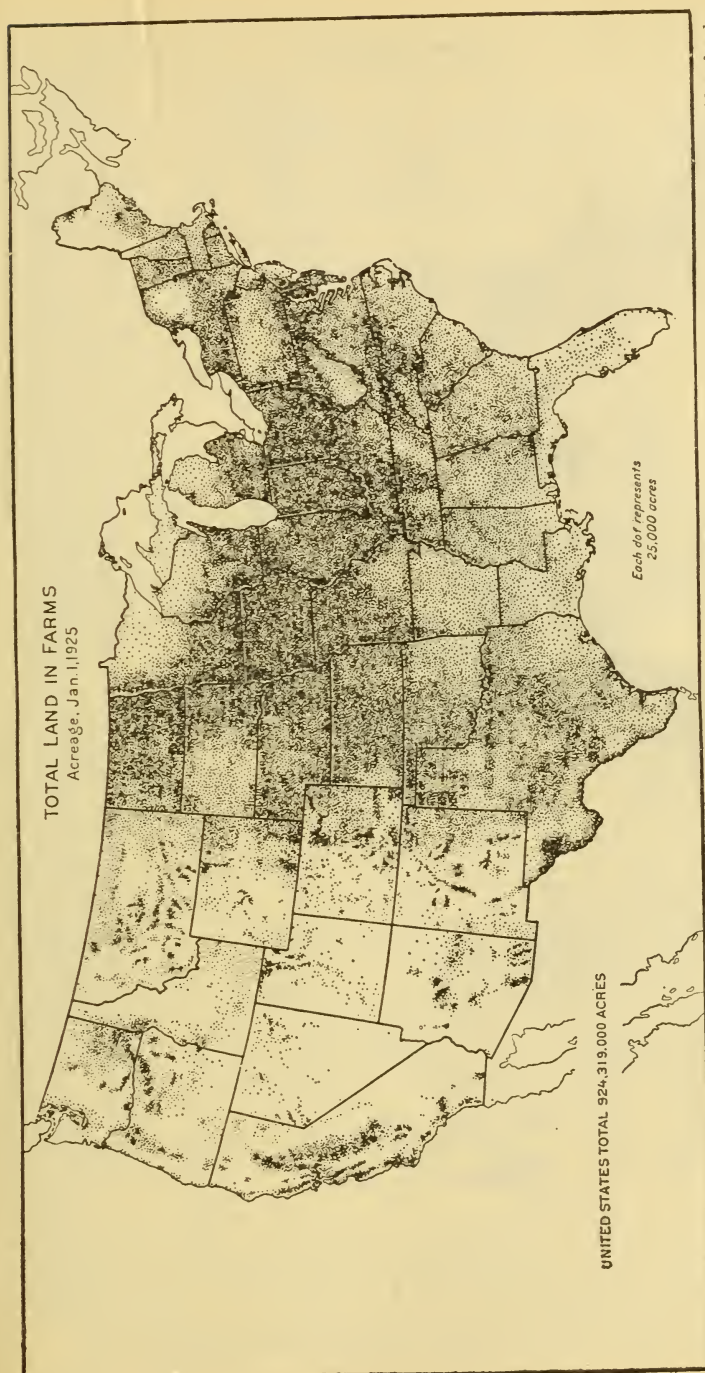 TOTAL LAND IN FARMS
Acreage, Jan. 1, 1925
Each dot represents
25,000 acres
UNITED STATES TOTAL 924,319,000 ACRES